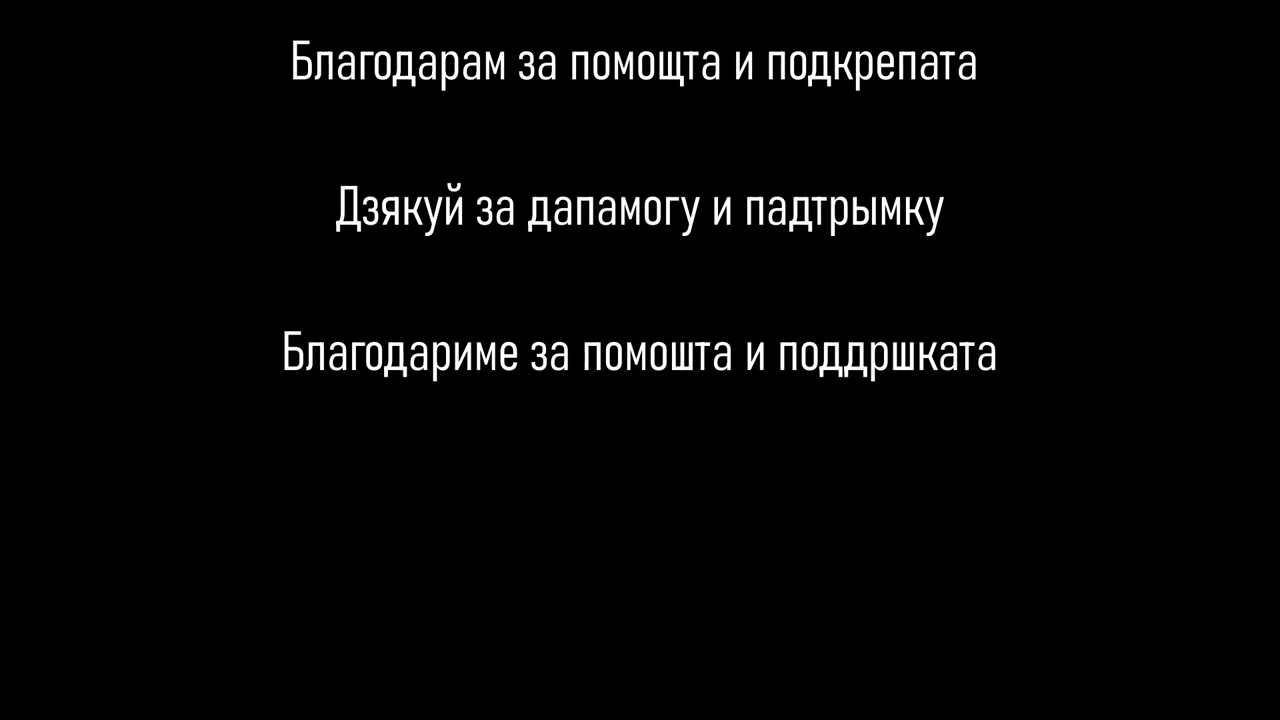 Благодарам за помощта и подкрепата
Дзякуй за дапамогу и падтрымку
Благодариме за помошта и поддршката